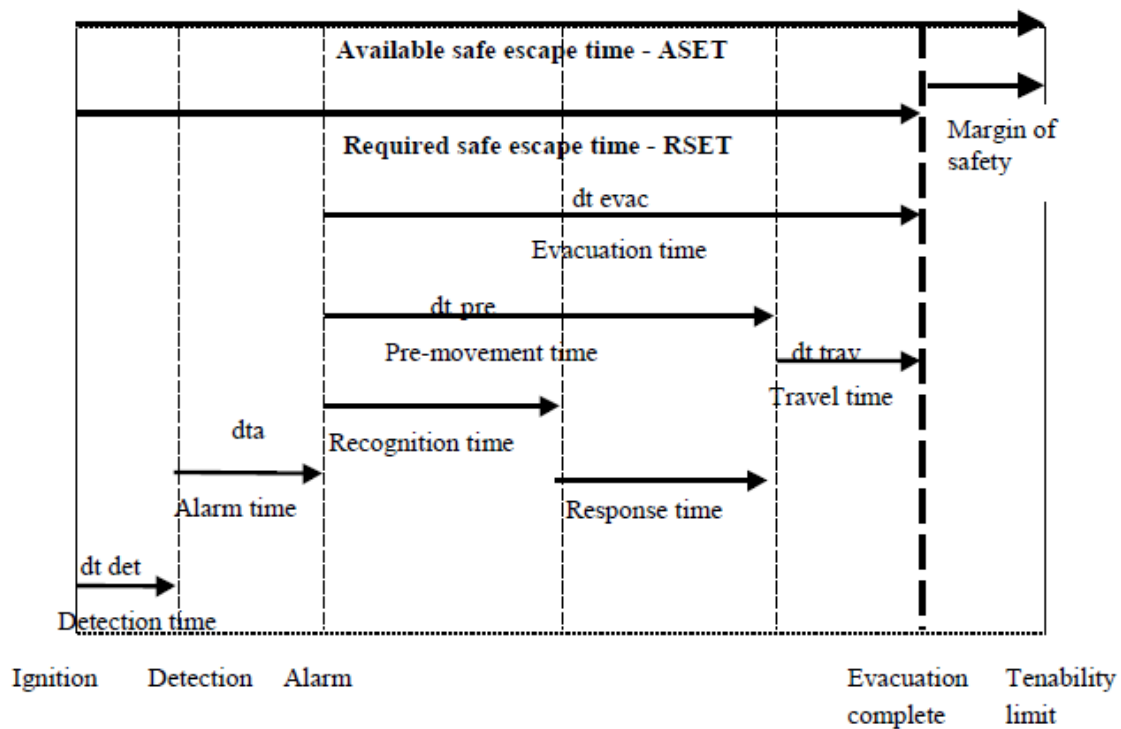 Available safe escape time - ASET
Margin of
safety
Required safe escape time - RSET
dt evac
Evacuation time
dt pre
Pre-movement time
dt trav
Travel time
dta
Recognition time
Alarm time
Response time
dt det
Detection time
Ignition
Detection
Alarm
Evacuation
complete
Tenability
limit